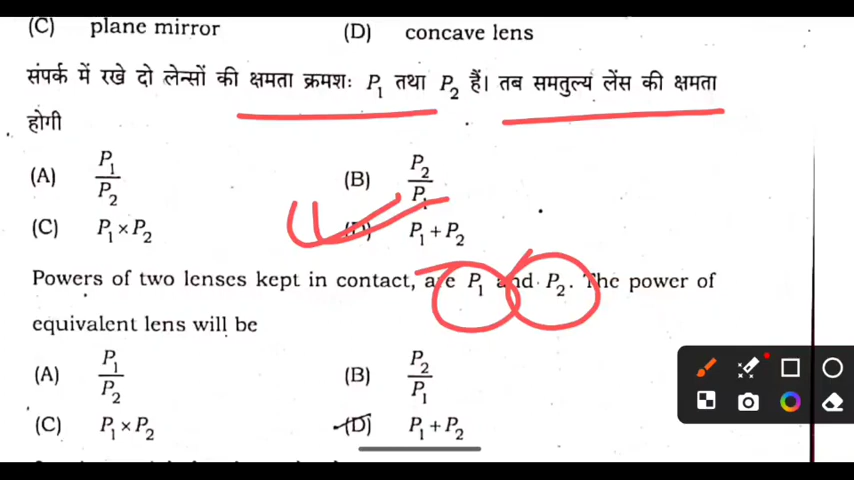 (C) plane mirror (D) concave lens
संपर्क में रखे दो लेन्सों की क्षमता क्रमशः P₁ तथा P₂ हैं। तब समतुल्य लेंस की क्षमता
होगी
(A) P₁/P₂ (B) P₂/P₁
(C) P₁ × P₂ (D) P₁ + P₂
Powers of two lenses kept in contact, are P₁ and P₂. The power of
equivalent lens will be
(A) P₁/P₂ (B) P₂/P₁
(C) P₁ × P₂ (D) P₁ + P₂